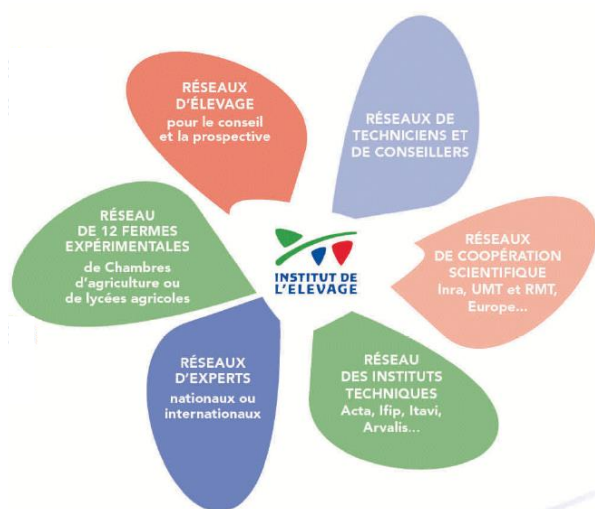 RÉSEAUX
D'ÉLEVAGE
pour le conseil
et la prospective
RÉSEAUX DE
TECHNICIENS ET
DE CONSEILLERS
RÉSEAU
DE 12 FERMES
EXPÉRIMENTALES
de Chambres
d'agriculture ou
de lycées agricoles
INSTITUT DE
L'ELEVAGE
RÉSEAUX
DE COOPÉRATION
SCIENTIFIQUE
Inra, UMT et RMT,
Europe...
RÉSEAUX
D'EXPERTS
nationaux ou
internationaux
RÉSEAU
DES INSTITUTS
TECHNIQUES
Acta, Ifip, Itavi,
Arvalis...